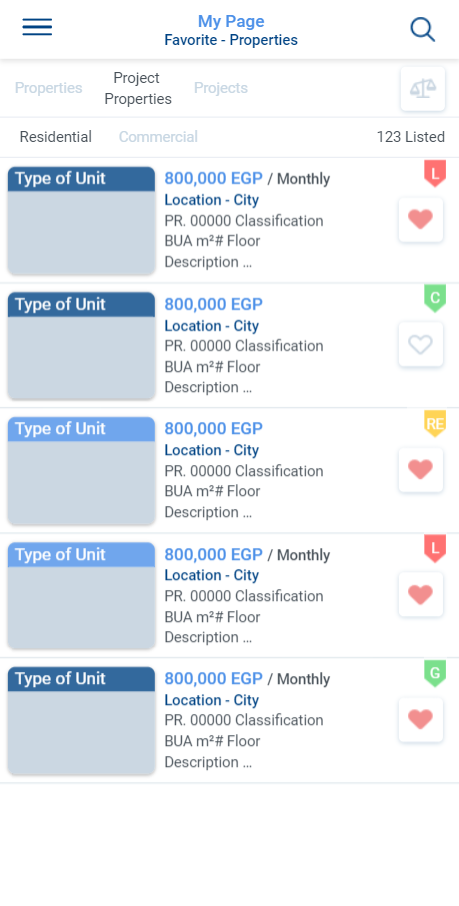 My Page
Favorite - Properties
Properties
Project
Properties
Projects
Residential
Commercial
123 Listed
Type of Unit
800,000 EGP / Monthly
L
Location - City
PR. 00000 Classification
BUA m²# Floor
Description ...
Type of Unit
800,000 EGP
C
Location - City
PR. 00000 Classification
BUA m²# Floor
Description ...
Type of Unit
800,000 EGP
RE
Location - City
PR. 00000 Classification
BUA m²# Floor
Description ...
Type of Unit
800,000 EGP / Monthly
L
Location - City
PR. 00000 Classification
BUA m²# Floor
Description ...
Type of Unit
800,000 EGP / Monthly
G
Location - City
PR. 00000 Classification
BUA m²# Floor
Description ...